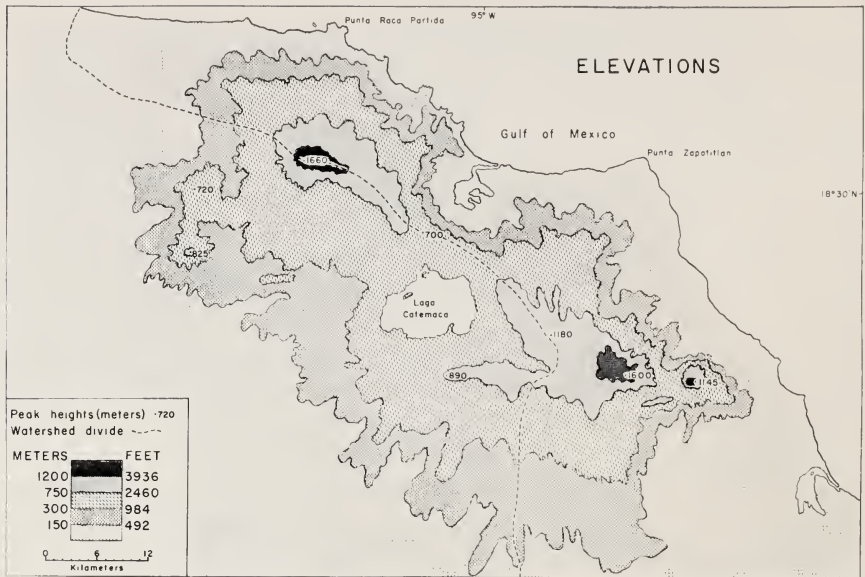 Punta Roca Partida
95° W
ELEVATIONS
Gulf of Mexico
Punta Zapotitlan
18° 30' N
·1660
·720
·700
·825
Lago
Catemaco
·1180
890
·1600
·1145
Peak heights (meters) ·720
Watershed divide -----
METERS FEET
1200 3936
750 2460
300 984
150 492
0 6 12
Kilometers